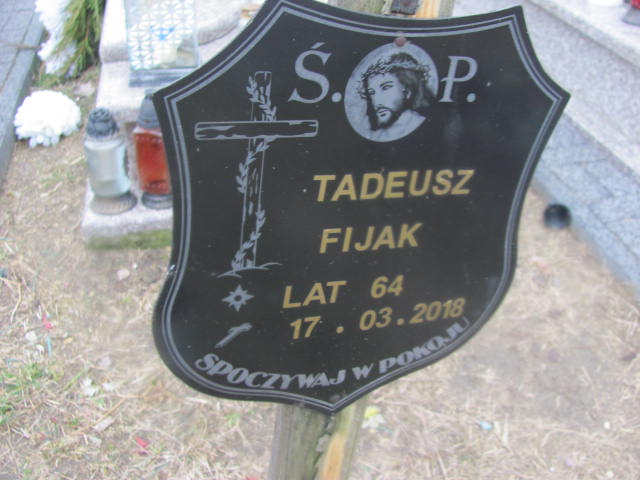 Ś. P.
TADEUSZ
FIJAK
LAT 64
17.03.2018
SPOCZYWAJ W POKOJU